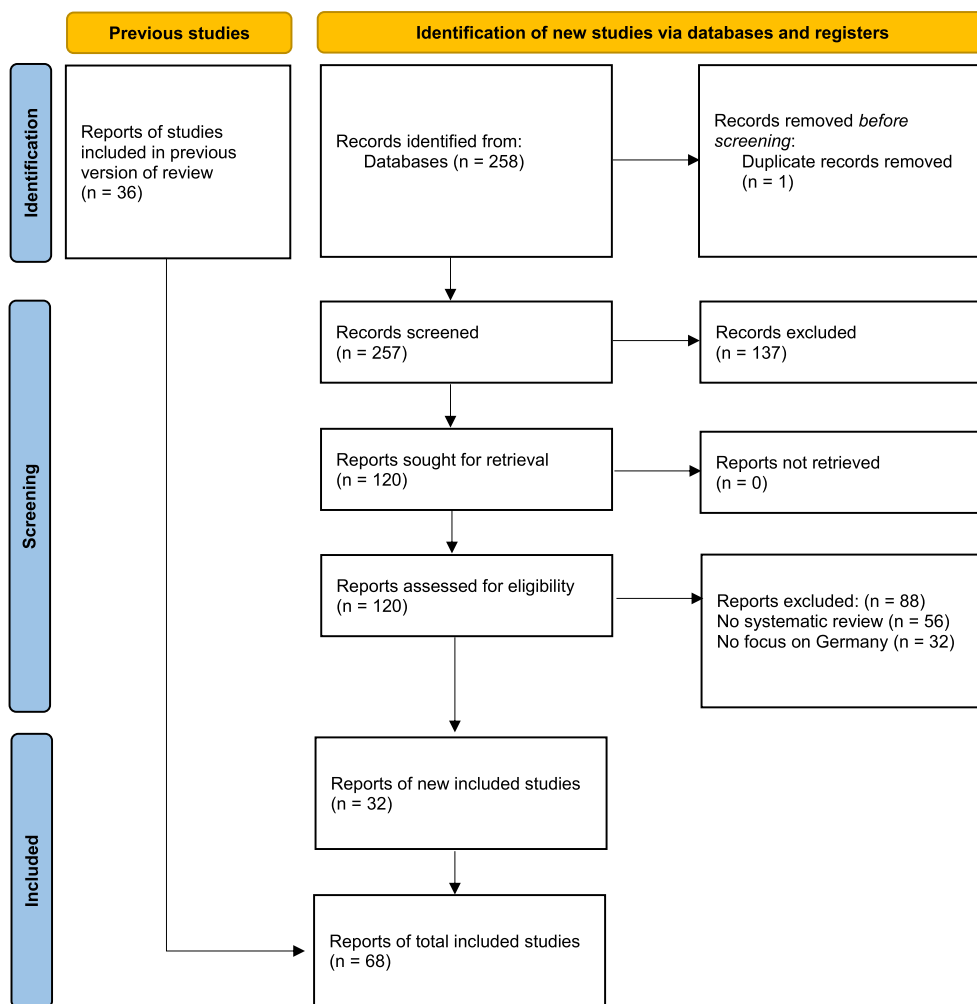 Previous studies
Identification of new studies via databases and registers
Identification
Reports of studies
included in previous
version of review
(n = 36)
Records identified from:
Databases (n = 258)
Records removed before
screening:
Duplicate records removed
(n = 1)
Screening
Records screened
(n = 257)
Records excluded
(n = 137)
Reports sought for retrieval
(n = 120)
Reports not retrieved
(n = 0)
Reports assessed for eligibility
(n = 120)
Reports excluded: (n = 88)
No systematic review (n = 56)
No focus on Germany (n = 32)
Included
Reports of new included studies
(n = 32)
Reports of total included studies
(n = 68)